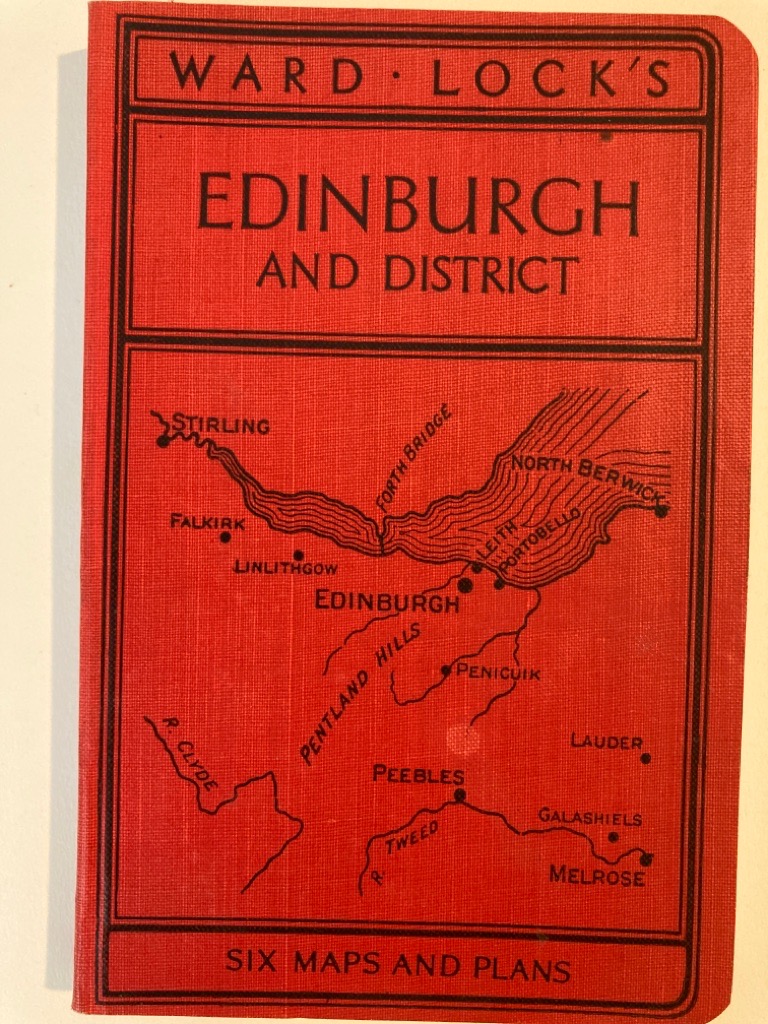 WARD · LOCK'S
EDINBURGH
AND DISTRICT
STIRLING
FORTH BRIDGE
NORTH BERWICK
FALKIRK
LEITH
PORTOBELLO
LINLITHGOW
EDINBURGH
PENTLAND HILLS
PENICUIK
R. CLYDE
LAUDER
PEEBLES
GALASHIELS
R. TWEED
MELROSE
SIX MAPS AND PLANS